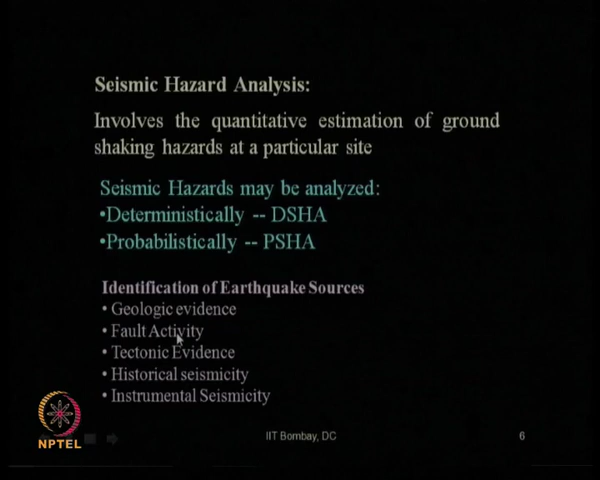 Seismic Hazard Analysis:
Involves the quantitative estimation of ground
shaking hazards at a particular site
Seismic Hazards may be analyzed:
•Deterministically -- DSHA
•Probabilistically -- PSHA
Identification of Earthquake Sources
• Geologic evidence
• Fault Activity
• Tectonic Evidence
• Historical seismicity
• Instrumental Seismicity
NPTEL
IIT Bombay, DC
6